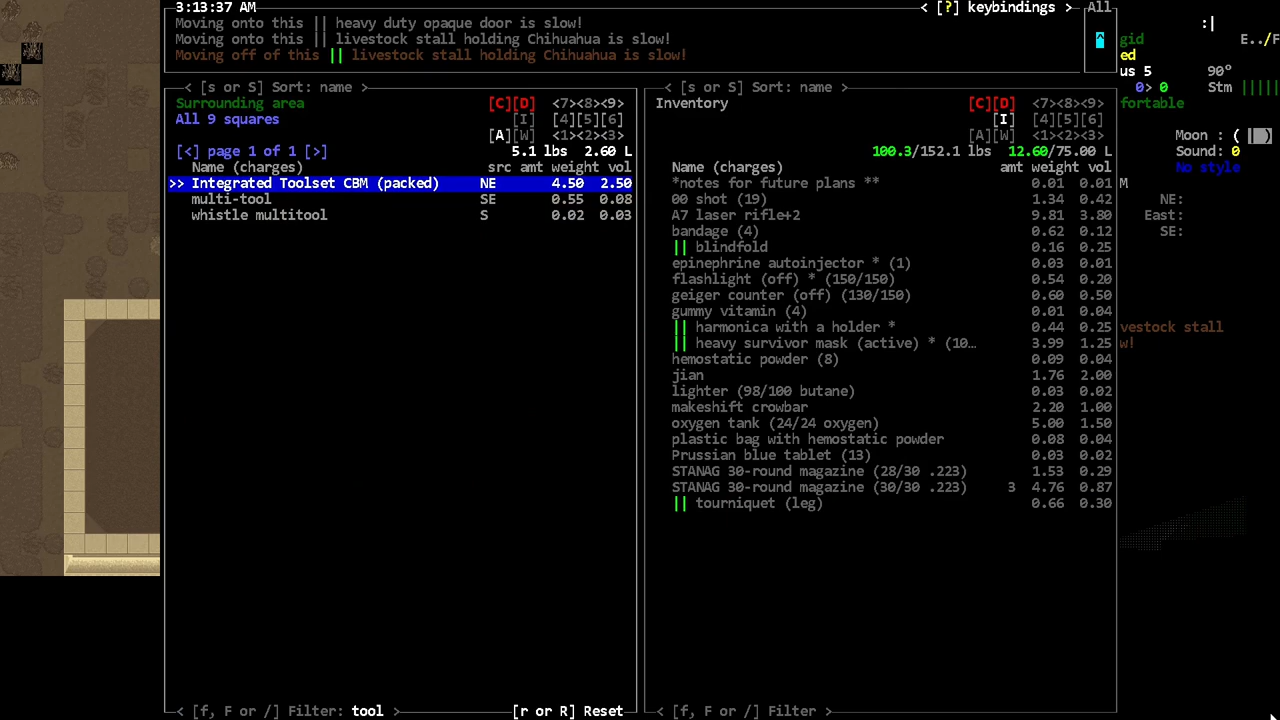 3:13:37 AM < [?] keybindings > All
Moving onto this || heavy duty opaque door is slow!
Moving onto this || livestock stall holding Chihuahua is slow!
Moving off of this || livestock stall holding Chihuahua is slow!
:|
gid E../F
ed
us 5 90°
0> 0 Stm |||||
fortable
Moon : ( |
Sound: 0
No style
M
NE:
East:
SE:
vestock stall
w!
< [s or S] Sort: name >
Surrounding area [C][D] <7><8><9>
All 9 squares [I] [4][5][6]
[A][W] <1><2><3>
[<] page 1 of 1 [>] 5.1 lbs 2.60 L
Name (charges) src amt weight vol
>> Integrated Toolset CBM (packed) NE 4.50 2.50
multi-tool SE 0.55 0.08
whistle multitool S 0.02 0.03
< [f, F or /] Filter: tool > [r or R] Reset
< [s or S] Sort: name >
Inventory [C][D] <7><8><9>
[I] [4][5][6]
[A][W] <1><2><3>
100.3/152.1 lbs 12.60/75.00 L
Name (charges) amt weight vol
*notes for future plans ** 0.01 0.01
00 shot (19) 1.34 0.42
A7 laser rifle+2 9.81 3.80
bandage (4) 0.62 0.12
|| blindfold 0.16 0.25
epinephrine autoinjector * (1) 0.03 0.01
flashlight (off) * (150/150) 0.54 0.20
geiger counter (off) (130/150) 0.60 0.50
gummy vitamin (4) 0.01 0.04
|| harmonica with a holder * 0.44 0.25
|| heavy survivor mask (active) * (10… 3.99 1.25
hemostatic powder (8) 0.09 0.04
jian 1.76 2.00
lighter (98/100 butane) 0.03 0.02
makeshift crowbar 2.20 1.00
oxygen tank (24/24 oxygen) 5.00 1.50
plastic bag with hemostatic powder 0.08 0.04
Prussian blue tablet (13) 0.03 0.02
STANAG 30-round magazine (28/30 .223) 1.53 0.29
STANAG 30-round magazine (30/30 .223) 3 4.76 0.87
|| tourniquet (leg) 0.66 0.30
< [f, F or /] Filter >